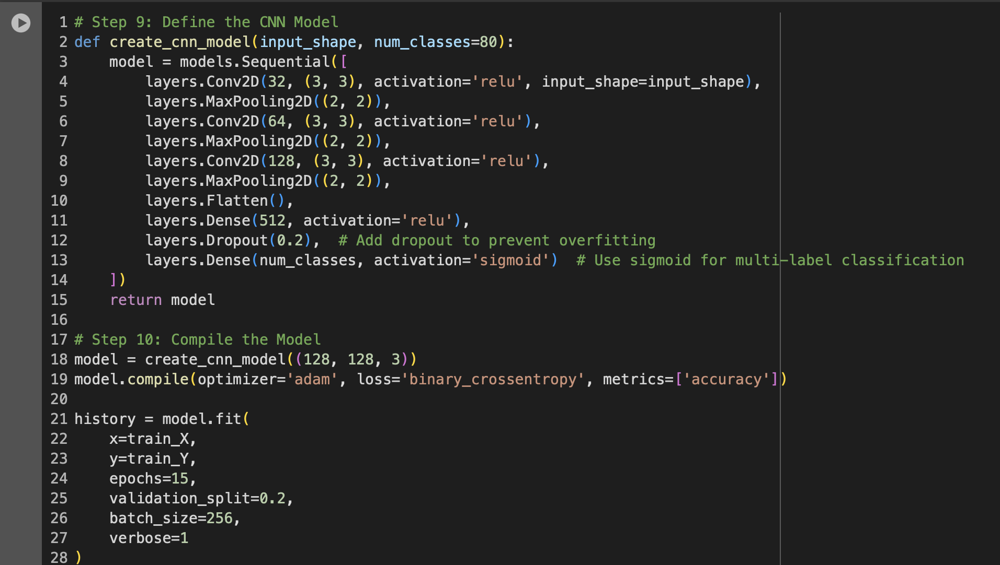 1 # Step 9: Define the CNN Model
2 def create_cnn_model(input_shape, num_classes=80):
3     model = models.Sequential([
4         layers.Conv2D(32, (3, 3), activation='relu', input_shape=input_shape),
5         layers.MaxPooling2D((2, 2)),
6         layers.Conv2D(64, (3, 3), activation='relu'),
7         layers.MaxPooling2D((2, 2)),
8         layers.Conv2D(128, (3, 3), activation='relu'),
9         layers.MaxPooling2D((2, 2)),
10         layers.Flatten(),
11         layers.Dense(512, activation='relu'),
12         layers.Dropout(0.2),  # Add dropout to prevent overfitting
13         layers.Dense(num_classes, activation='sigmoid')  # Use sigmoid for multi-label classification
14     ])
15     return model
16
17 # Step 10: Compile the Model
18 model = create_cnn_model((128, 128, 3))
19 model.compile(optimizer='adam', loss='binary_crossentropy', metrics=['accuracy'])
20
21 history = model.fit(
22     x=train_X,
23     y=train_Y,
24     epochs=15,
25     validation_split=0.2,
26     batch_size=256,
27     verbose=1
28 )